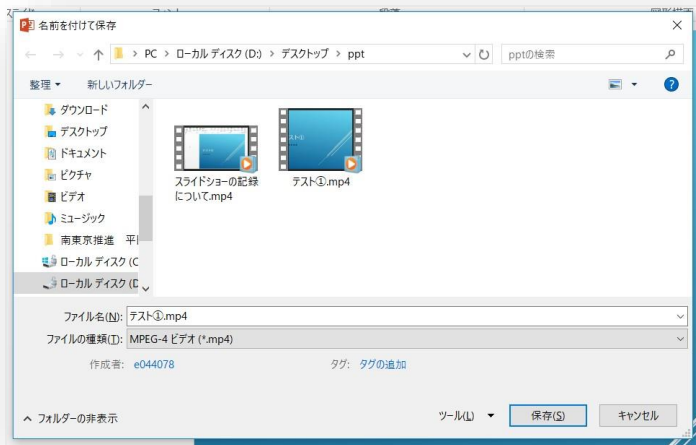 名前を付けて保存
PC › ローカル ディスク (D:) › デスクトップ › ppt
pptの検索
整理 新しいフォルダー
ダウンロード
デスクトップ
ドキュメント
ピクチャ
ビデオ
ミュージック
南東京推進
ローカル ディスク (C
ローカル ディスク (D
スライドショーの記録
について.mp4
テスト①.mp4
ファイル名(N): テスト①.mp4
ファイルの種類(T): MPEG-4 ビデオ (*.mp4)
作成者: e044078 タグ: タグの追加
フォルダーの非表示 ツール(L) 保存(S) キャンセル